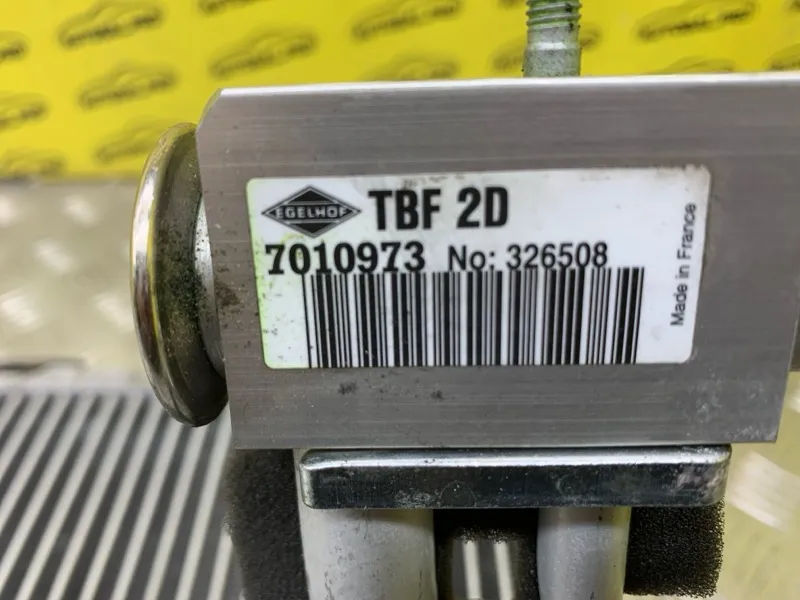 EGELHOF
TBF 2D
7010973 No: 326508
Made in France